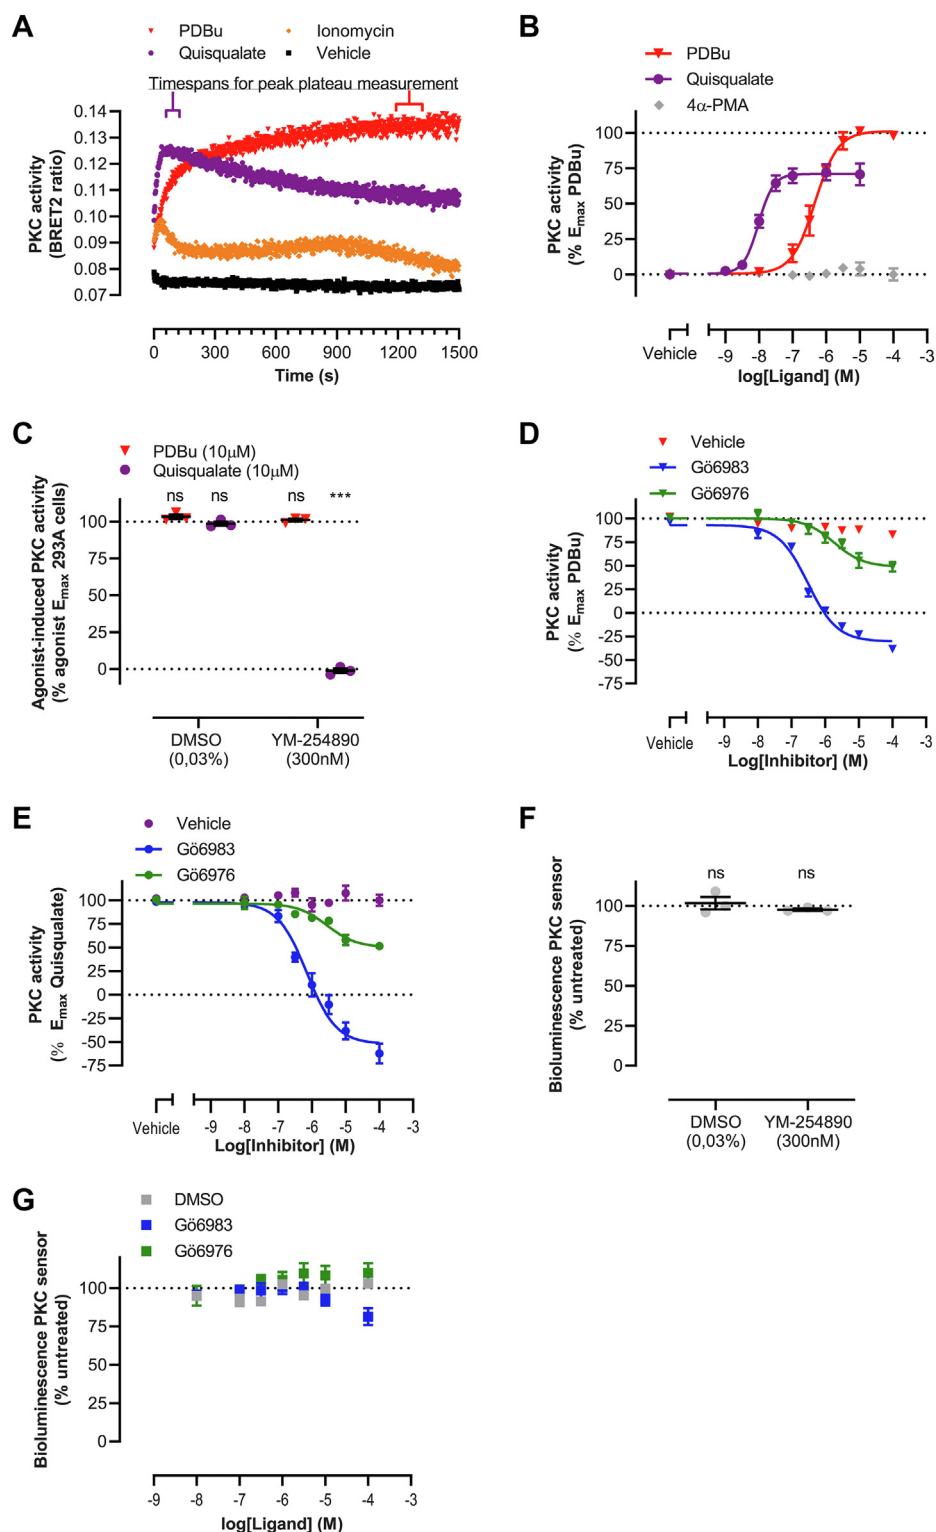 A
PDBu
Ionomycin
Quisqualate
Vehicle
Timespans for peak plateau measurement
PKC activity
(BRET2 ratio)
0.14
0.13
0.12
0.11
0.10
0.09
0.08
0.07
0 300 600 900 1200 1500
Time (s)
B
PDBu
Quisqualate
4α-PMA
PKC activity
(% Emax PDBu)
100
75
50
25
0
Vehicle
-9 -8 -7 -6 -5 -4 -3
log[Ligand] (M)
C
PDBu (10µM)
Quisqualate (10µM)
ns ns ns ***
Agonist-induced PKC activity
(% agonist Emax 293A cells)
100
75
50
25
0
DMSO
(0,03%)
YM-254890
(300nM)
D
Vehicle
Gö6983
Gö6976
PKC activity
(% Emax PDBu)
100
75
50
25
0
-25
-50
-75
Vehicle
-9 -8 -7 -6 -5 -4 -3
Log[Inhibitor] (M)
E
Vehicle
Gö6983
Gö6976
PKC activity
(% Emax Quisqualate)
100
75
50
25
0
-25
-50
-75
Vehicle
-9 -8 -7 -6 -5 -4 -3
Log[Inhibitor] (M)
F
ns ns
Bioluminescence PKC sensor
(% untreated)
100
75
50
25
0
DMSO
(0,03%)
YM-254890
(300nM)
G
DMSO
Gö6983
Gö6976
Bioluminescence PKC sensor
(% untreated)
100
75
50
25
0
-9 -8 -7 -6 -5 -4 -3
log[Ligand] (M)